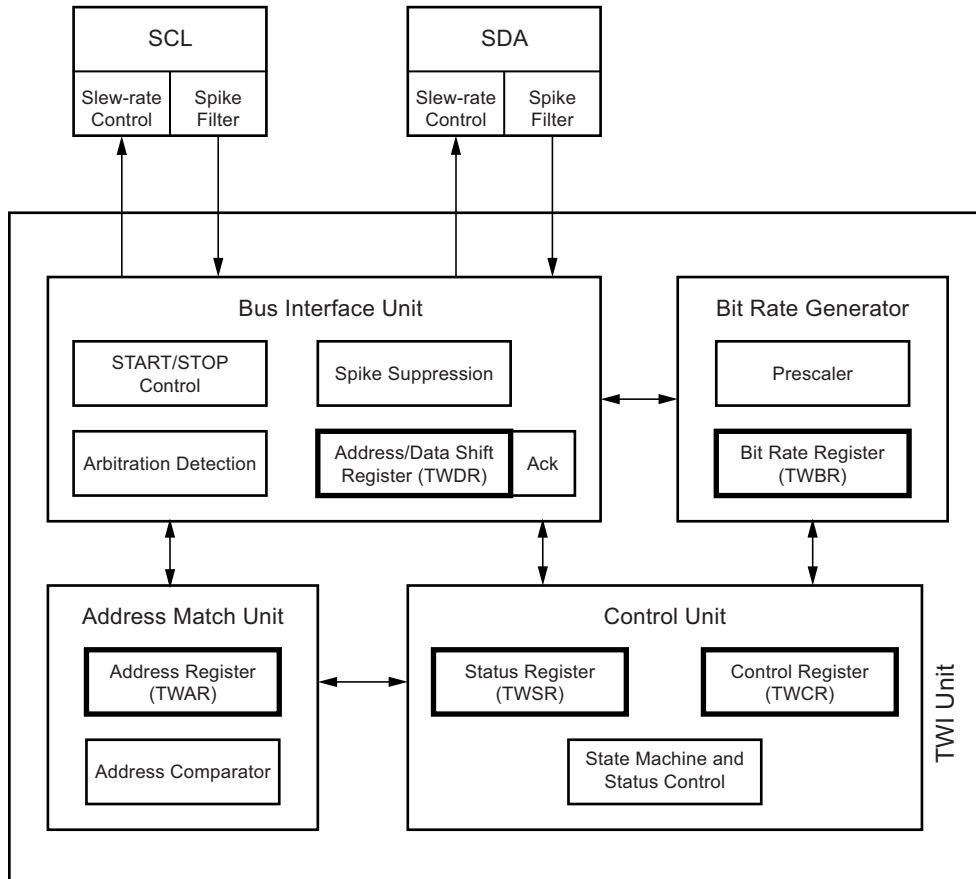 SCL
Slew-rate
Control
Spike
Filter
SDA
Slew-rate
Control
Spike
Filter
Bus Interface Unit
START/STOP
Control
Spike Suppression
Arbitration Detection
Address/Data Shift
Register (TWDR)
Ack
Bit Rate Generator
Prescaler
Bit Rate Register
(TWBR)
Address Match Unit
Address Register
(TWAR)
Address Comparator
Control Unit
Status Register
(TWSR)
Control Register
(TWCR)
State Machine and
Status Control
TWI Unit